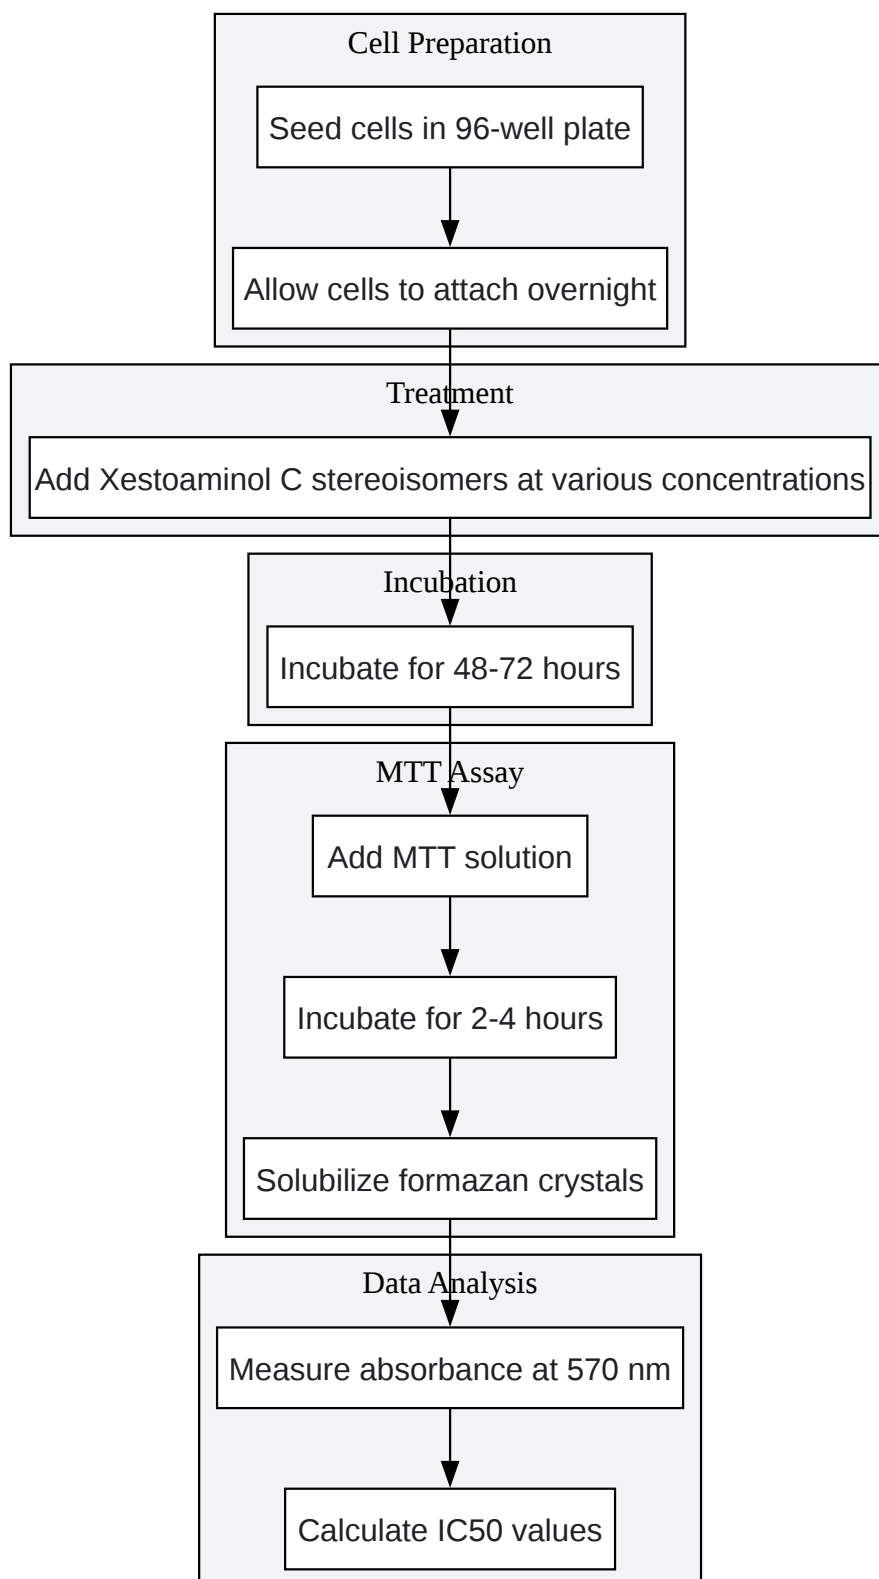 Cell Preparation
Seed cells in 96-well plate
Allow cells to attach overnight
Treatment
Add Xestoaminol C stereoisomers at various concentrations
Incubation
Incubate for 48-72 hours
MTT Assay
Add MTT solution
Incubate for 2-4 hours
Solubilize formazan crystals
Data Analysis
Measure absorbance at 570 nm
Calculate IC50 values